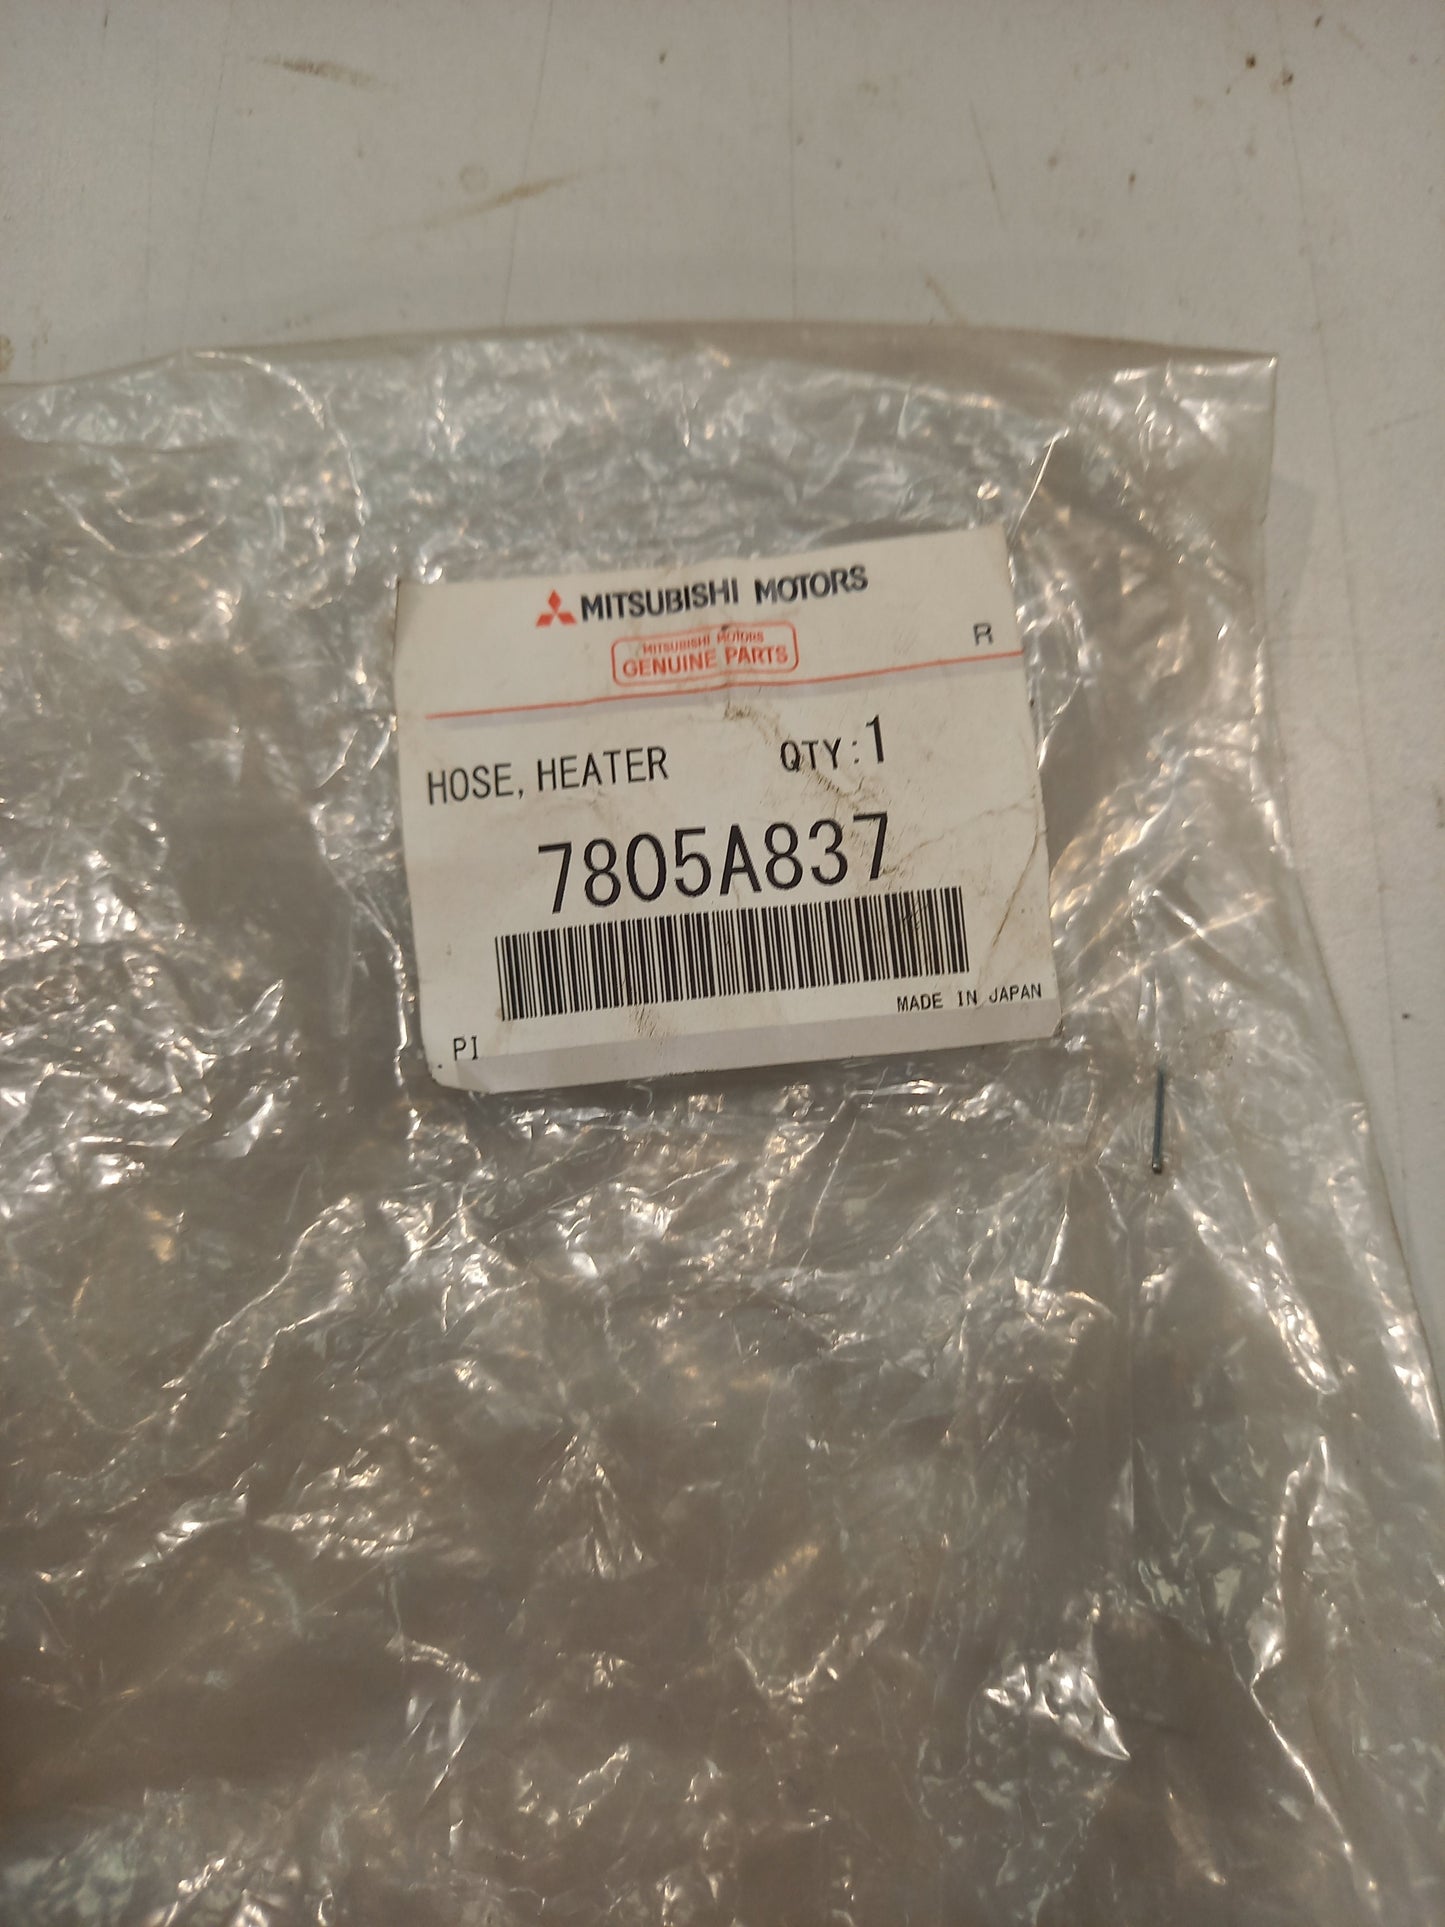 MITSUBISHI MOTORS
MITSUBISHI MOTORS
GENUINE PARTS
R
HOSE, HEATER QTY:1
7805A837
MADE IN JAPAN
PI